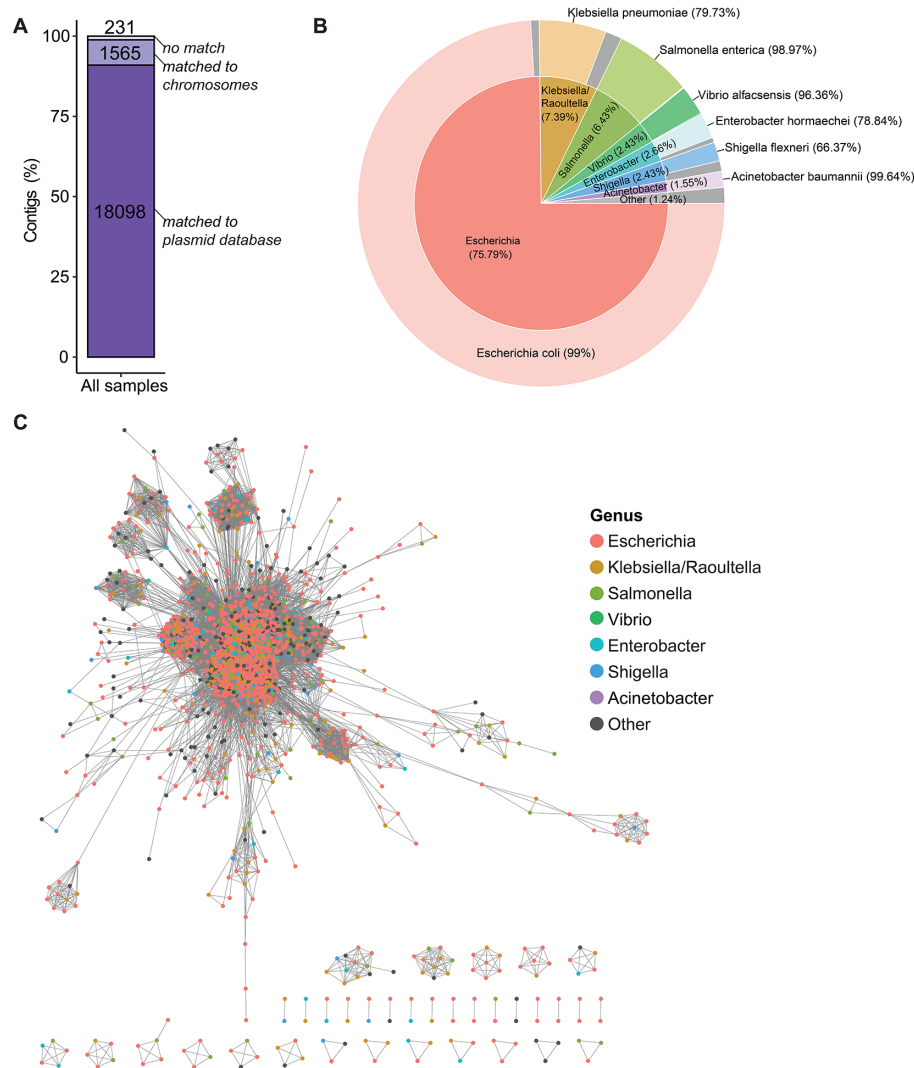 A
231
100
1565
no match
matched to
chromosomes
75
Contigs (%)
50
18098
matched to
plasmid database
25
0
All samples
B
Klebsiella pneumoniae (79.73%)
Salmonella enterica (98.97%)
Vibrio alfacsensis (96.36%)
Enterobacter hormaechei (78.84%)
Shigella flexneri (66.37%)
Acinetobacter baumannii (99.64%)
Klebsiella/
Raoultella
(7.39%)
Salmonella (6.43%)
Vibrio (2.43%)
Enterobacter (2.66%)
Shigella (2.43%)
Acinetobacter (1.55%)
Other (1.24%)
Escherichia
(75.79%)
Escherichia coli (99%)
C
Genus
Escherichia
Klebsiella/Raoultella
Salmonella
Vibrio
Enterobacter
Shigella
Acinetobacter
Other